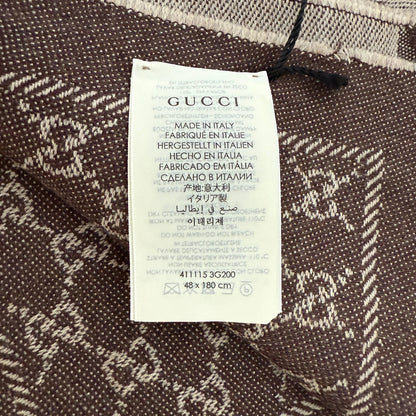 GUCCI
MADE IN ITALY
FABRIQUÉ EN ITALIE
HERGESTELLT IN ITALIEN
HECHO EN ITALIA
FABRICADO EM ITÁLIA
СДЕЛАНО В ИТАЛИИ
产地:意大利
イタリア製
صنع في إيطاليا
이태리제
411115 3G200
48 x 180 cm